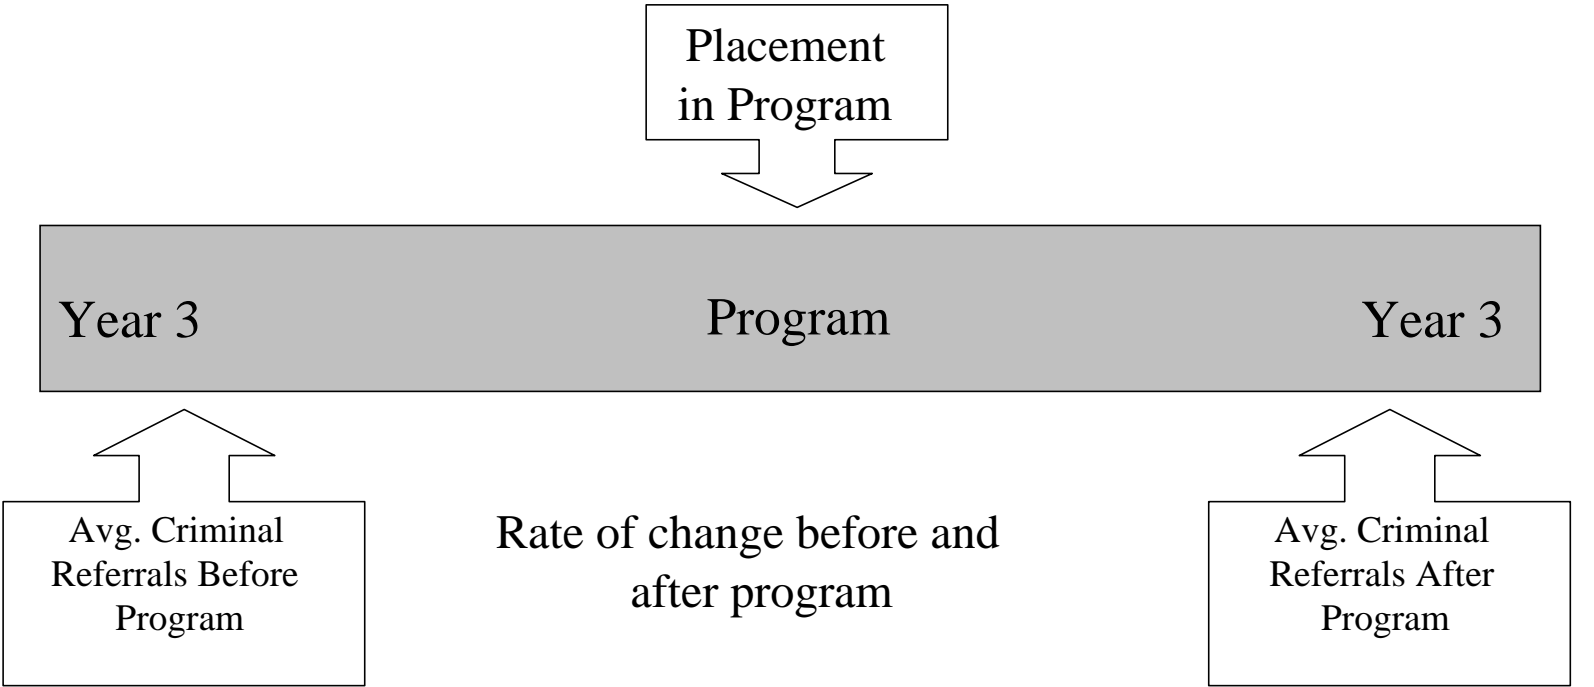 Placement
in Program
Year 3
Program
Year 3
Avg. Criminal
Referrals Before
Program
Rate of change before and
after program
Avg. Criminal
Referrals After
Program